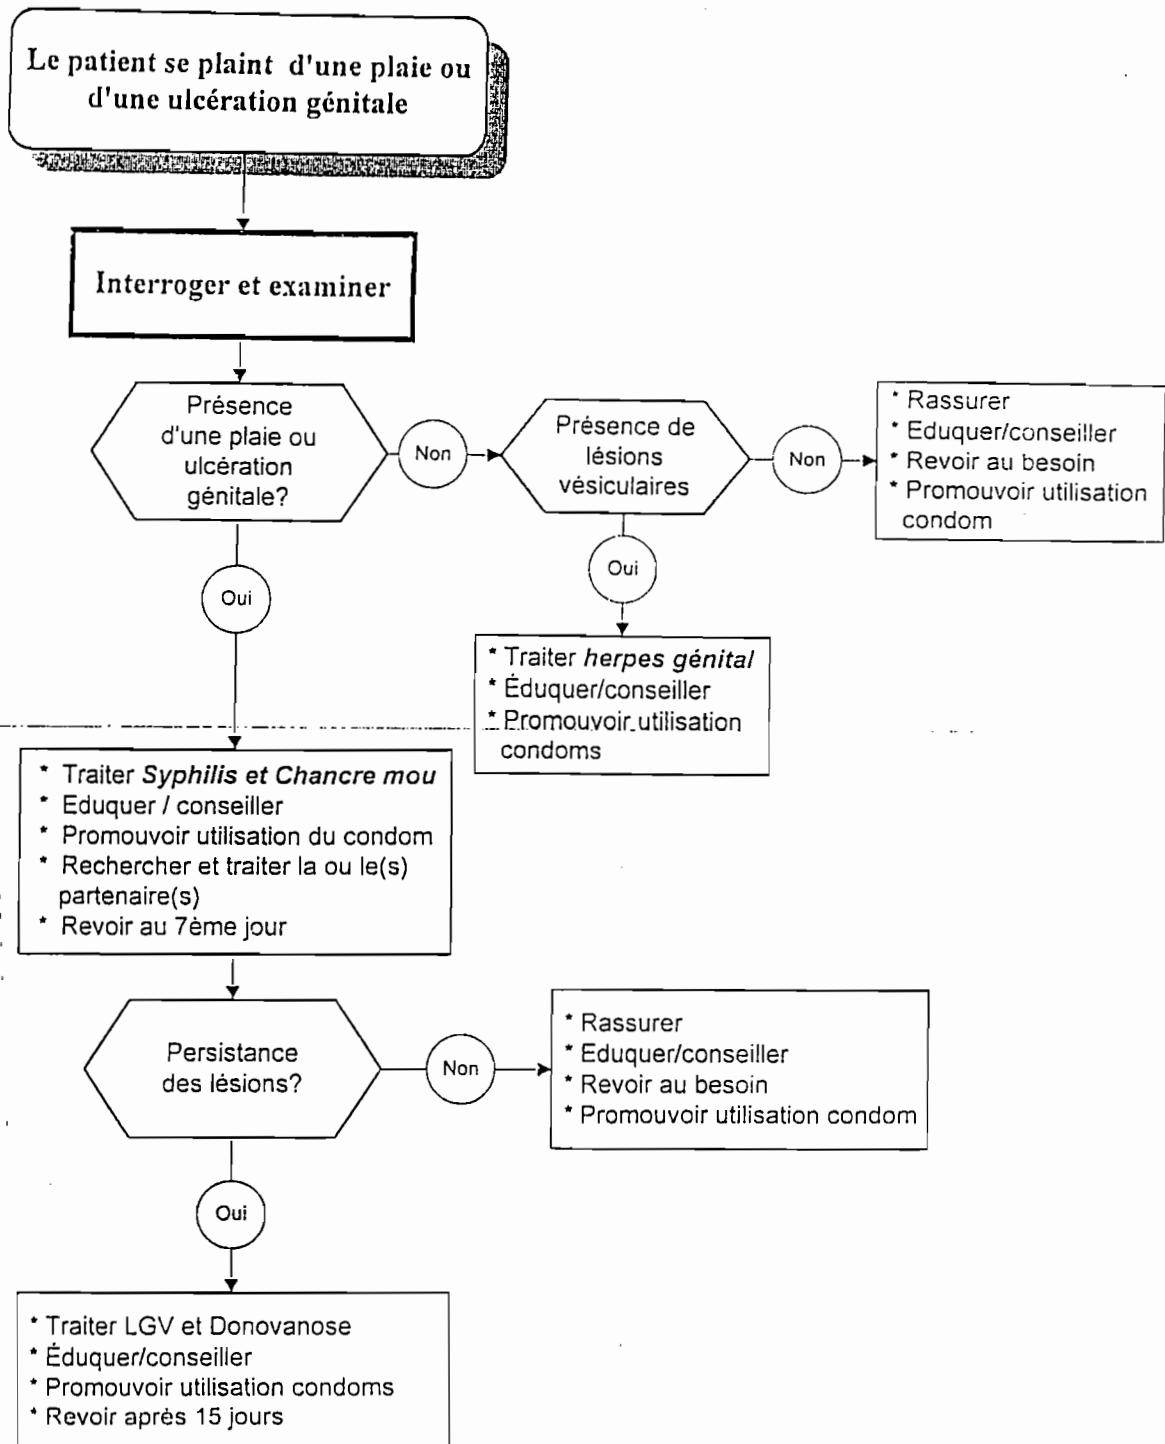 Le patient se plaint d'une plaie ou
d'une ulcération génitale
Interroger et examiner
Présence
d'une plaie ou
ulcération
génitale?
Non
Présence de
lésions
vésiculaires
Non
* Rassurer
* Eduquer/conseiller
* Revoir au besoin
* Promouvoir utilisation
condom
Oui
Oui
* Traiter herpes génital
* Éduquer/conseiller
* Promouvoir utilisation
condoms
* Traiter Syphilis et Chancre mou
* Eduquer / conseiller
* Promouvoir utilisation du condom
* Rechercher et traiter la ou le(s)
partenaire(s)
* Revoir au 7ème jour
Persistance
des lésions?
Non
* Rassurer
* Eduquer/conseiller
* Revoir au besoin
* Promouvoir utilisation condom
Oui
* Traiter LGV et Donovanose
* Éduquer/conseiller
* Promouvoir utilisation condoms
* Revoir après 15 jours